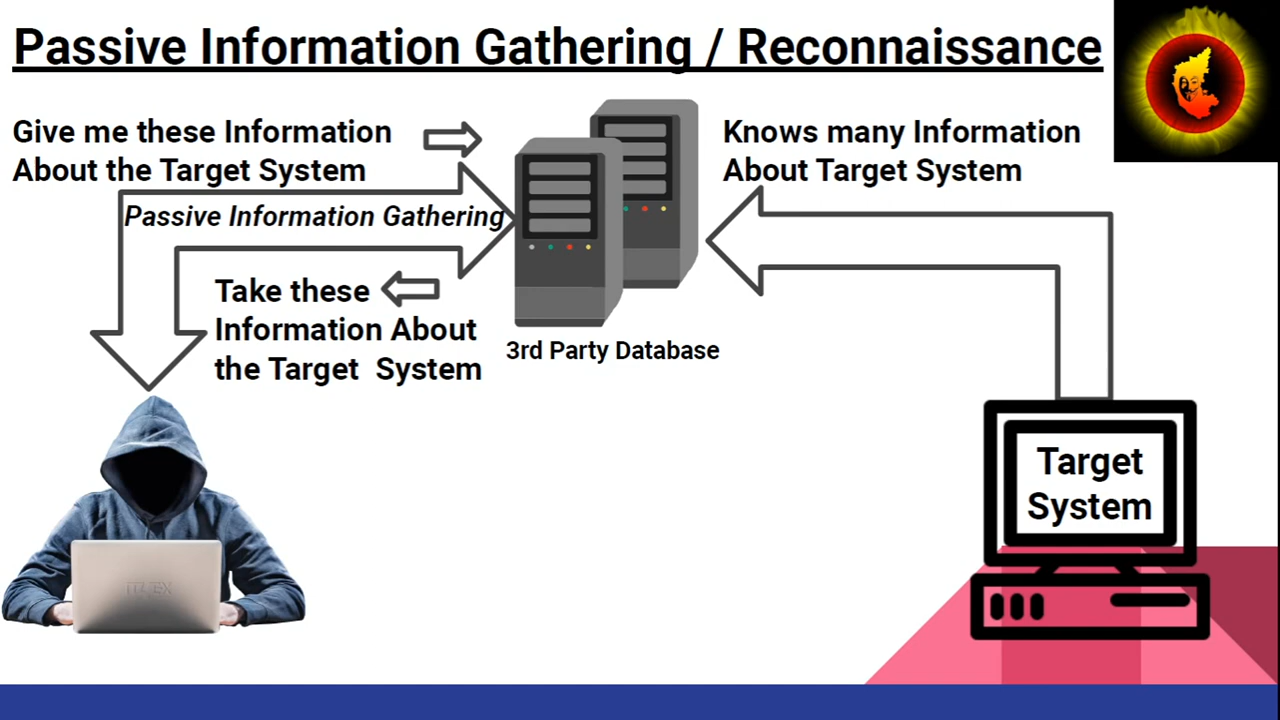 Passive Information Gathering / Reconnaissance
Give me these Information
About the Target System
Passive Information Gathering
Take these
Information About
the Target System
3rd Party Database
Knows many Information
About Target System
Target
System